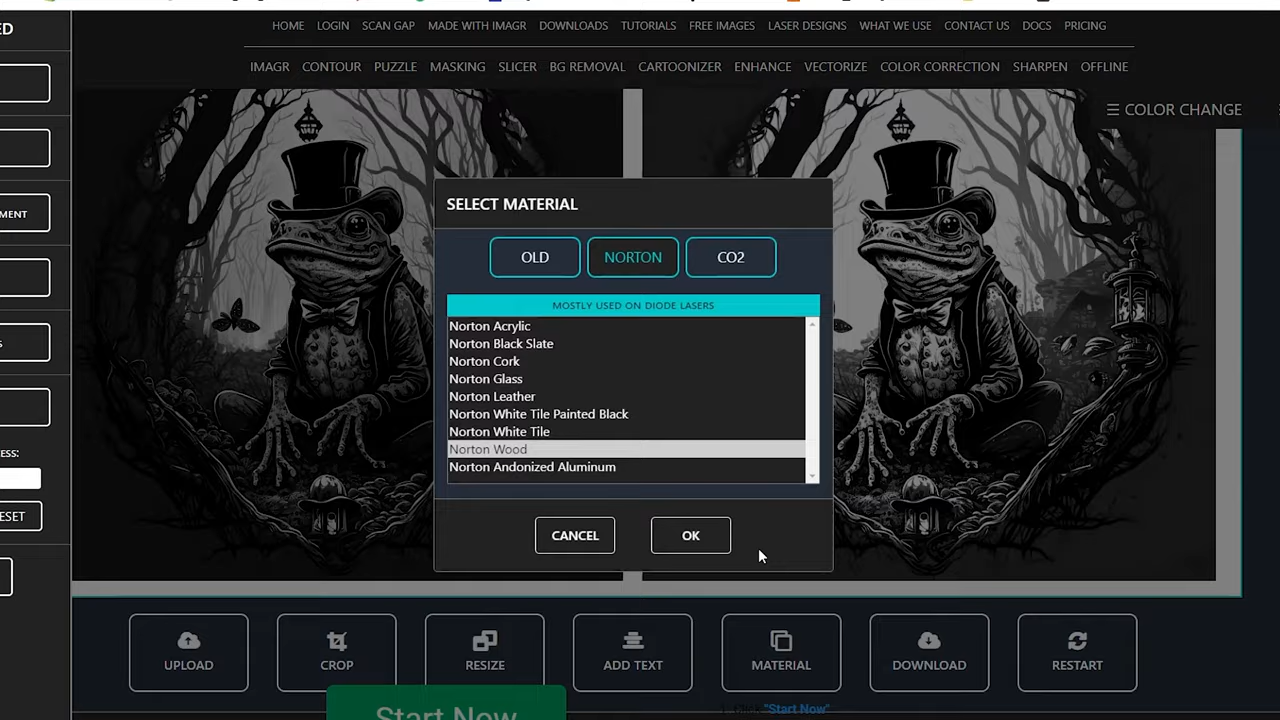 ED
HOME LOGIN SCAN GAP MADE WITH IMAGR DOWNLOADS TUTORIALS FREE IMAGES LASER DESIGNS WHAT WE USE CONTACT US DOCS PRICING
IMAGR CONTOUR PUZZLE MASKING SLICER BG REMOVAL CARTOONIZER ENHANCE VECTORIZE COLOR CORRECTION SHARPEN OFFLINE
☰ COLOR CHANGE
MENT
S
ESS:
ESET
SELECT MATERIAL
OLD NORTON CO2
MOSTLY USED ON DIODE LASERS
Norton Acrylic
Norton Black Slate
Norton Cork
Norton Glass
Norton Leather
Norton White Tile Painted Black
Norton White Tile
Norton Wood
Norton Andonized Aluminum
CANCEL OK
UPLOAD CROP RESIZE ADD TEXT MATERIAL DOWNLOAD RESTART
Start Now
1. Click "Start Now"